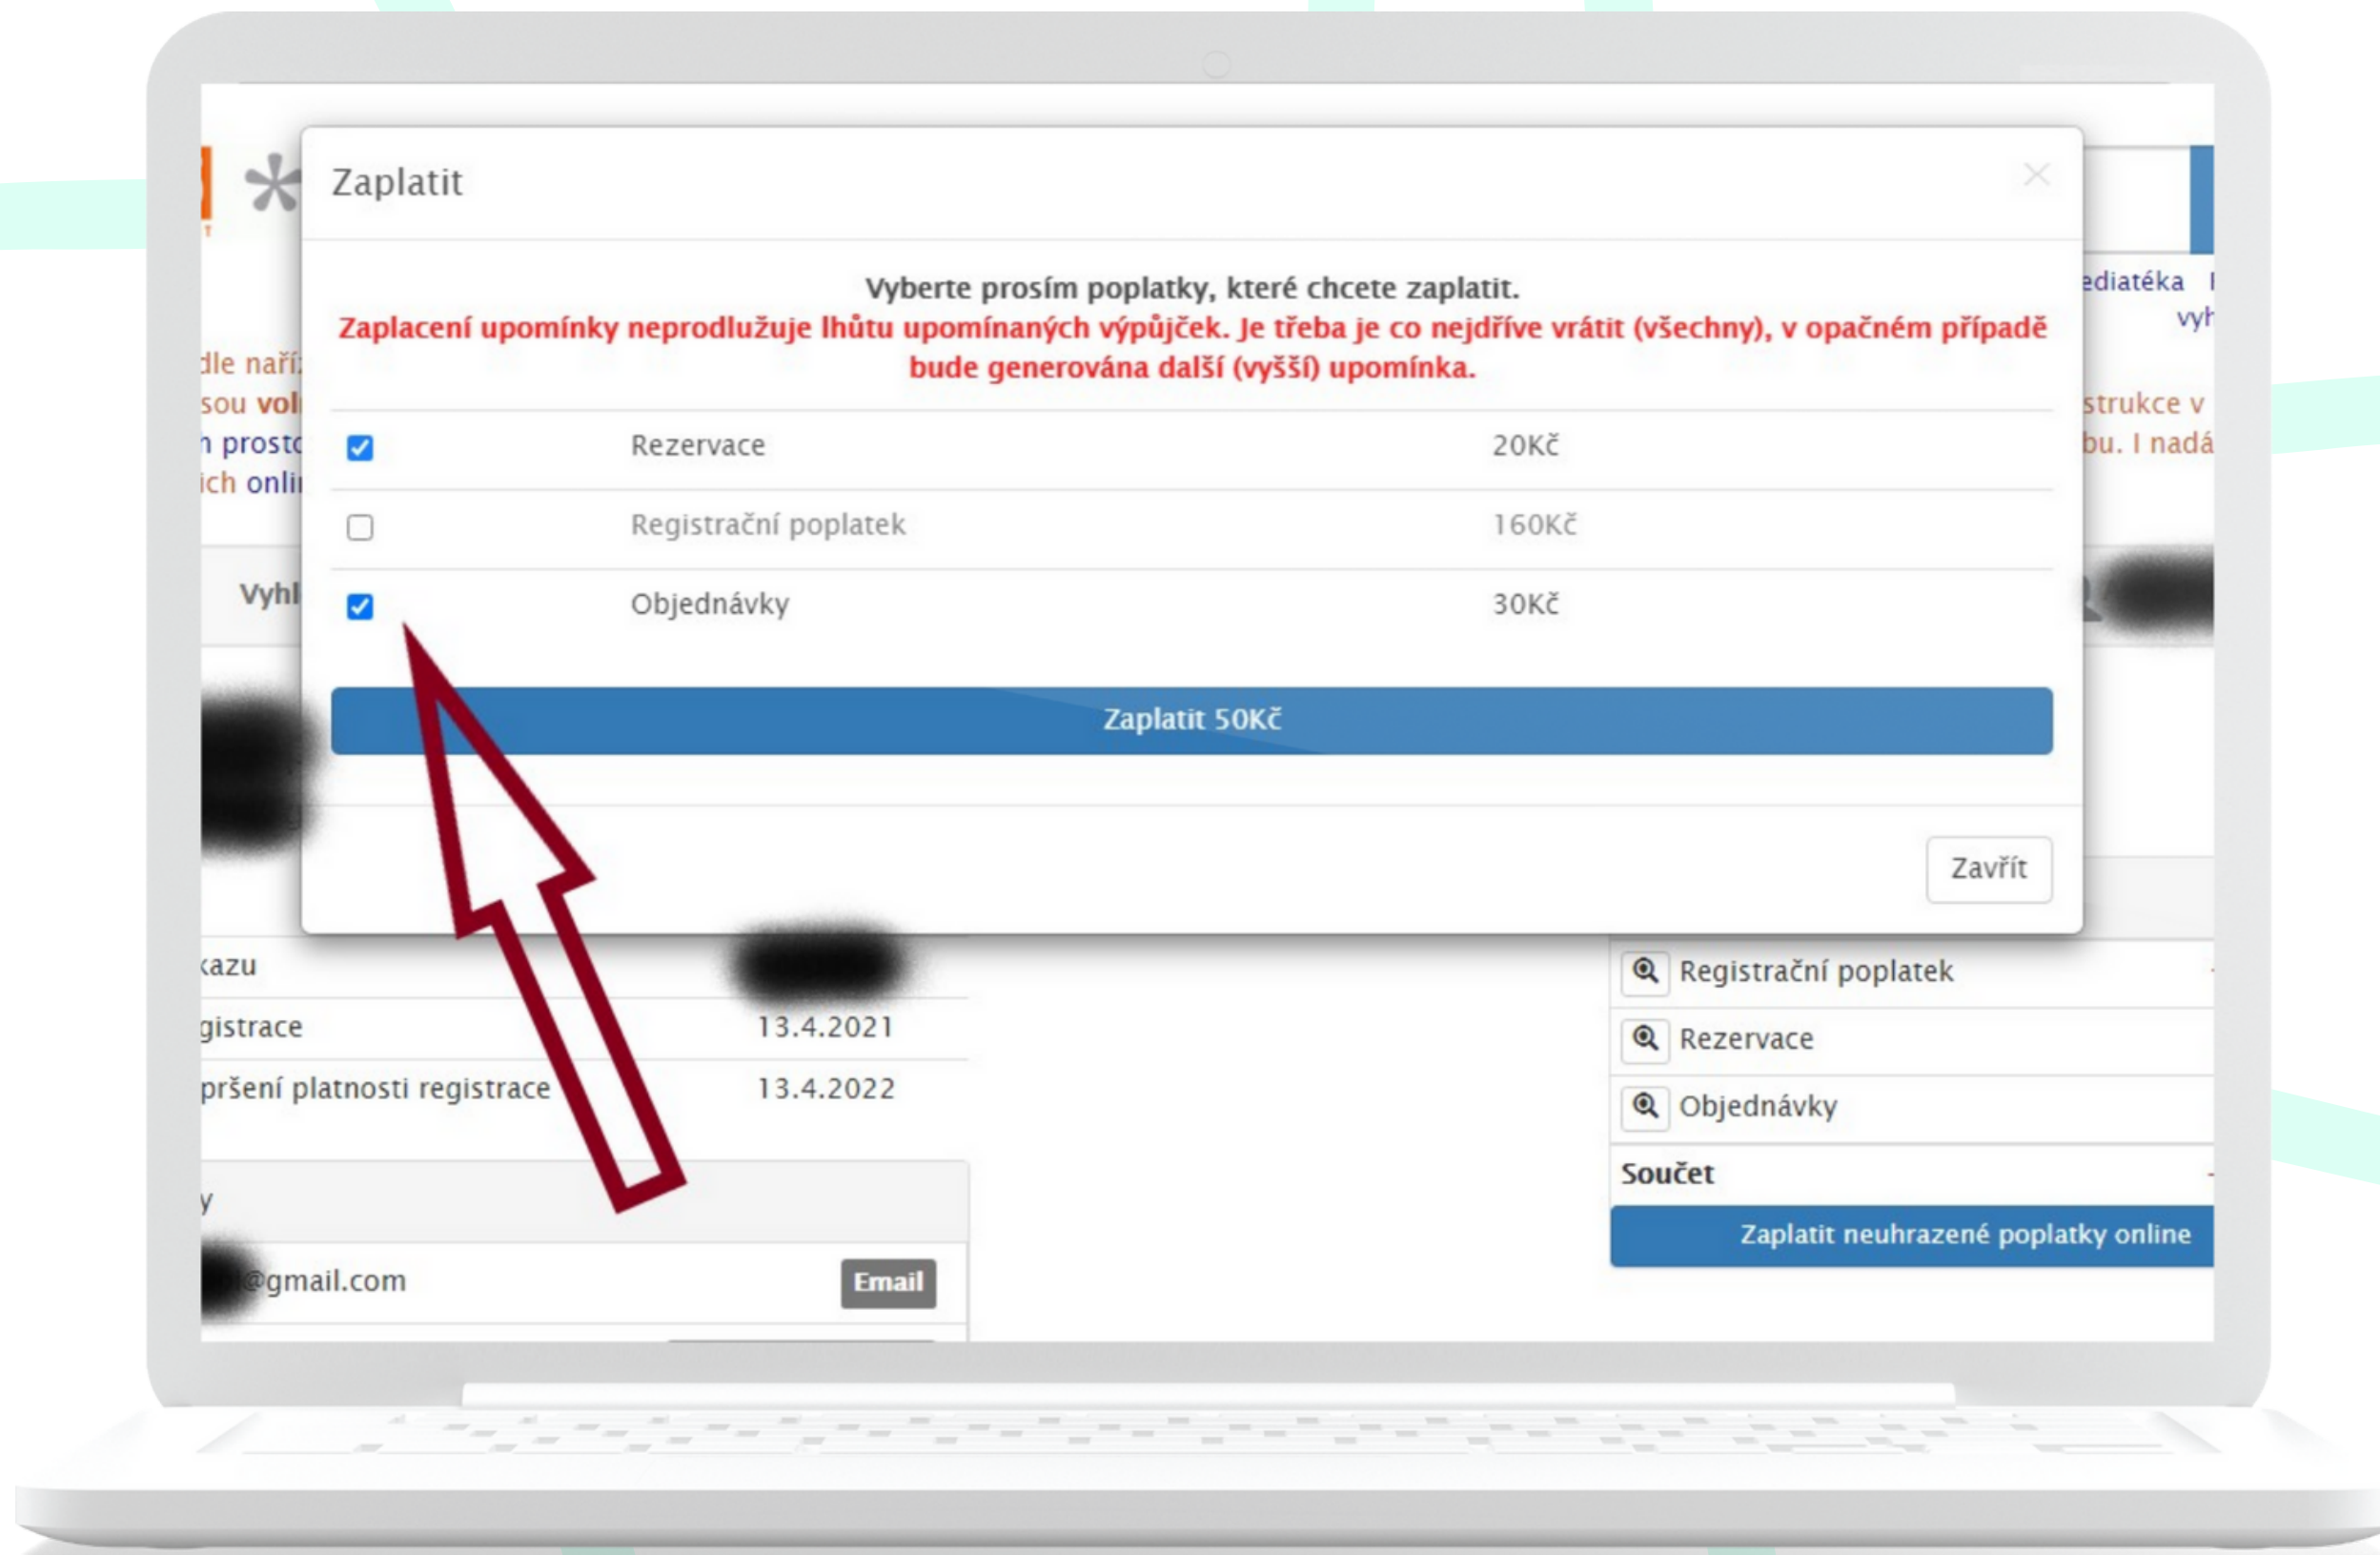 Zaplatit
Vyberte prosím poplatky, které chcete zaplatit.
Zaplacení upomínky neprodlužuje lhůtu upomínaných výpůjček. Je třeba je co nejdříve vrátit (všechny), v opačném případě
bude generována další (vyšší) upomínka.
Rezervace 20Kč
Registrační poplatek 160Kč
Objednávky 30Kč
Zaplatit 50Kč
Zavřít
T
ediatéka
vyh
dle naří
sou vol
strukce v
h prosto
bu. I nadá
ich onli
Vyhl
kazu
gistrace 13.4.2021
pršení platnosti registrace 13.4.2022
y
@gmail.com Email
Registrační poplatek
Rezervace
Objednávky
Součet
Zaplatit neuhrazené poplatky online